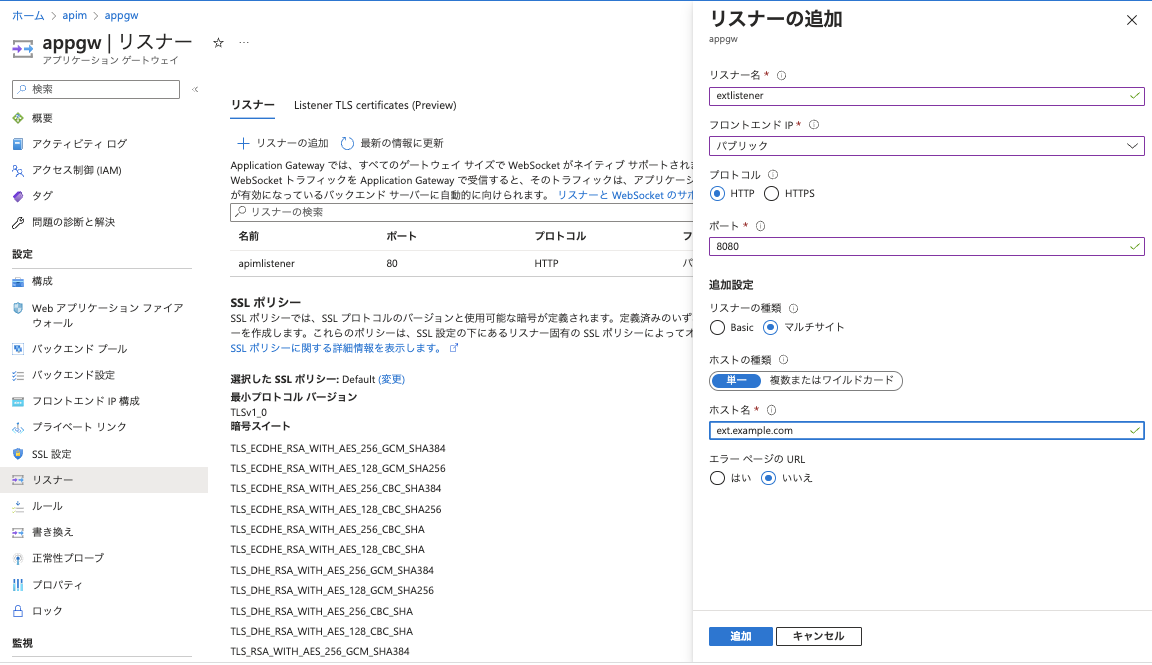 ホーム > apim > appgw
appgw | リスナー
アプリケーション ゲートウェイ
検索
概要
アクティビティ ログ
アクセス制御 (IAM)
タグ
問題の診断と解決
設定
構成
Web アプリケーション ファイア
ウォール
バックエンド プール
バックエンド設定
フロントエンド IP 構成
プライベート リンク
SSL 設定
リスナー
ルール
書き換え
正常性プローブ
プロパティ
ロック
監視
リスナー Listener TLS certificates (Preview)
リスナーの追加 最新の情報に更新
Application Gateway では、すべてのゲートウェイ サイズで WebSocket がネイティブ サポートされま
WebSocket トラフィックを Application Gateway で受信すると、そのトラフィックは、アプリケーシ
が有効になっているバックエンド サーバーに自動的に向けられます。 リスナーと WebSocket のサポ
リスナーの検索
名前 ポート プロトコル フ
apimlistener 80 HTTP パ
SSL ポリシー
SSL ポリシーでは、SSL プロトコルのバージョンと使用可能な暗号が定義されます。定義済みのいず
ーを作成します。これらのポリシーは、SSL 設定の下にあるリスナー固有の SSL ポリシーによってオ
SSL ポリシーに関する詳細情報を表示します。
選択した SSL ポリシー: Default (変更)
最小プロトコル バージョン
TLSv1_0
暗号スイート
TLS_ECDHE_RSA_WITH_AES_256_GCM_SHA384
TLS_ECDHE_RSA_WITH_AES_128_GCM_SHA256
TLS_ECDHE_RSA_WITH_AES_256_CBC_SHA384
TLS_ECDHE_RSA_WITH_AES_128_CBC_SHA256
TLS_ECDHE_RSA_WITH_AES_256_CBC_SHA
TLS_ECDHE_RSA_WITH_AES_128_CBC_SHA
TLS_DHE_RSA_WITH_AES_256_GCM_SHA384
TLS_DHE_RSA_WITH_AES_128_GCM_SHA256
TLS_DHE_RSA_WITH_AES_256_CBC_SHA
TLS_DHE_RSA_WITH_AES_128_CBC_SHA
TLS_RSA_WITH_AES_256_GCM_SHA384
リスナーの追加
appgw
リスナー名 *
extlistener
フロントエンド IP *
パブリック
プロトコル
HTTP HTTPS
ポート *
8080
追加設定
リスナーの種類
Basic マルチサイト
ホストの種類
単一 複数またはワイルドカード
ホスト名 *
ext.example.com
エラー ページの URL
はい いいえ
追加 キャンセル